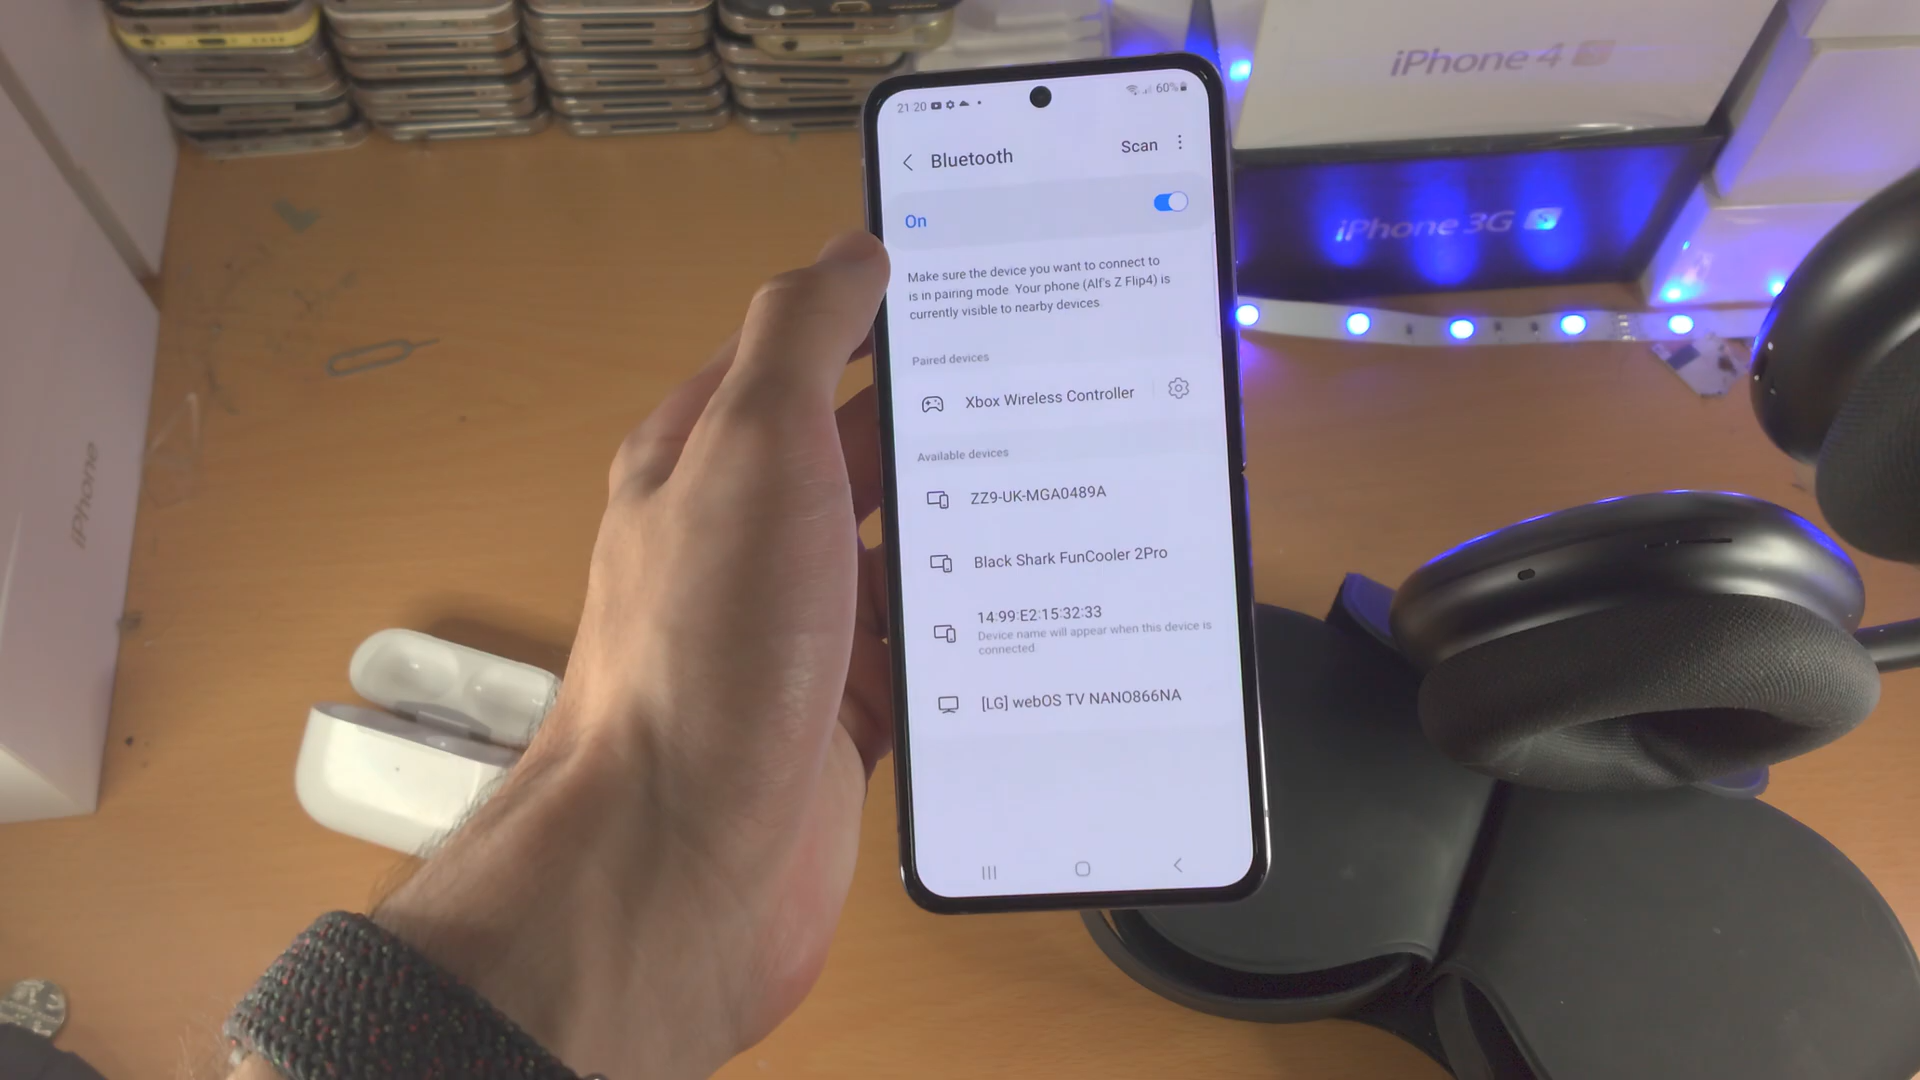 iPhone 4 S
iPhone 3G S
iPhone
21:20
60%
Bluetooth
Scan
On
Make sure the device you want to connect to
is in pairing mode. Your phone (Alf's Z Flip4) is
currently visible to nearby devices.
Paired devices
Xbox Wireless Controller
Available devices
ZZ9-UK-MGA0489A
Black Shark FunCooler 2Pro
14:99:E2:15:32:33
Device name will appear when this device is
connected.
[LG] webOS TV NANO866NA